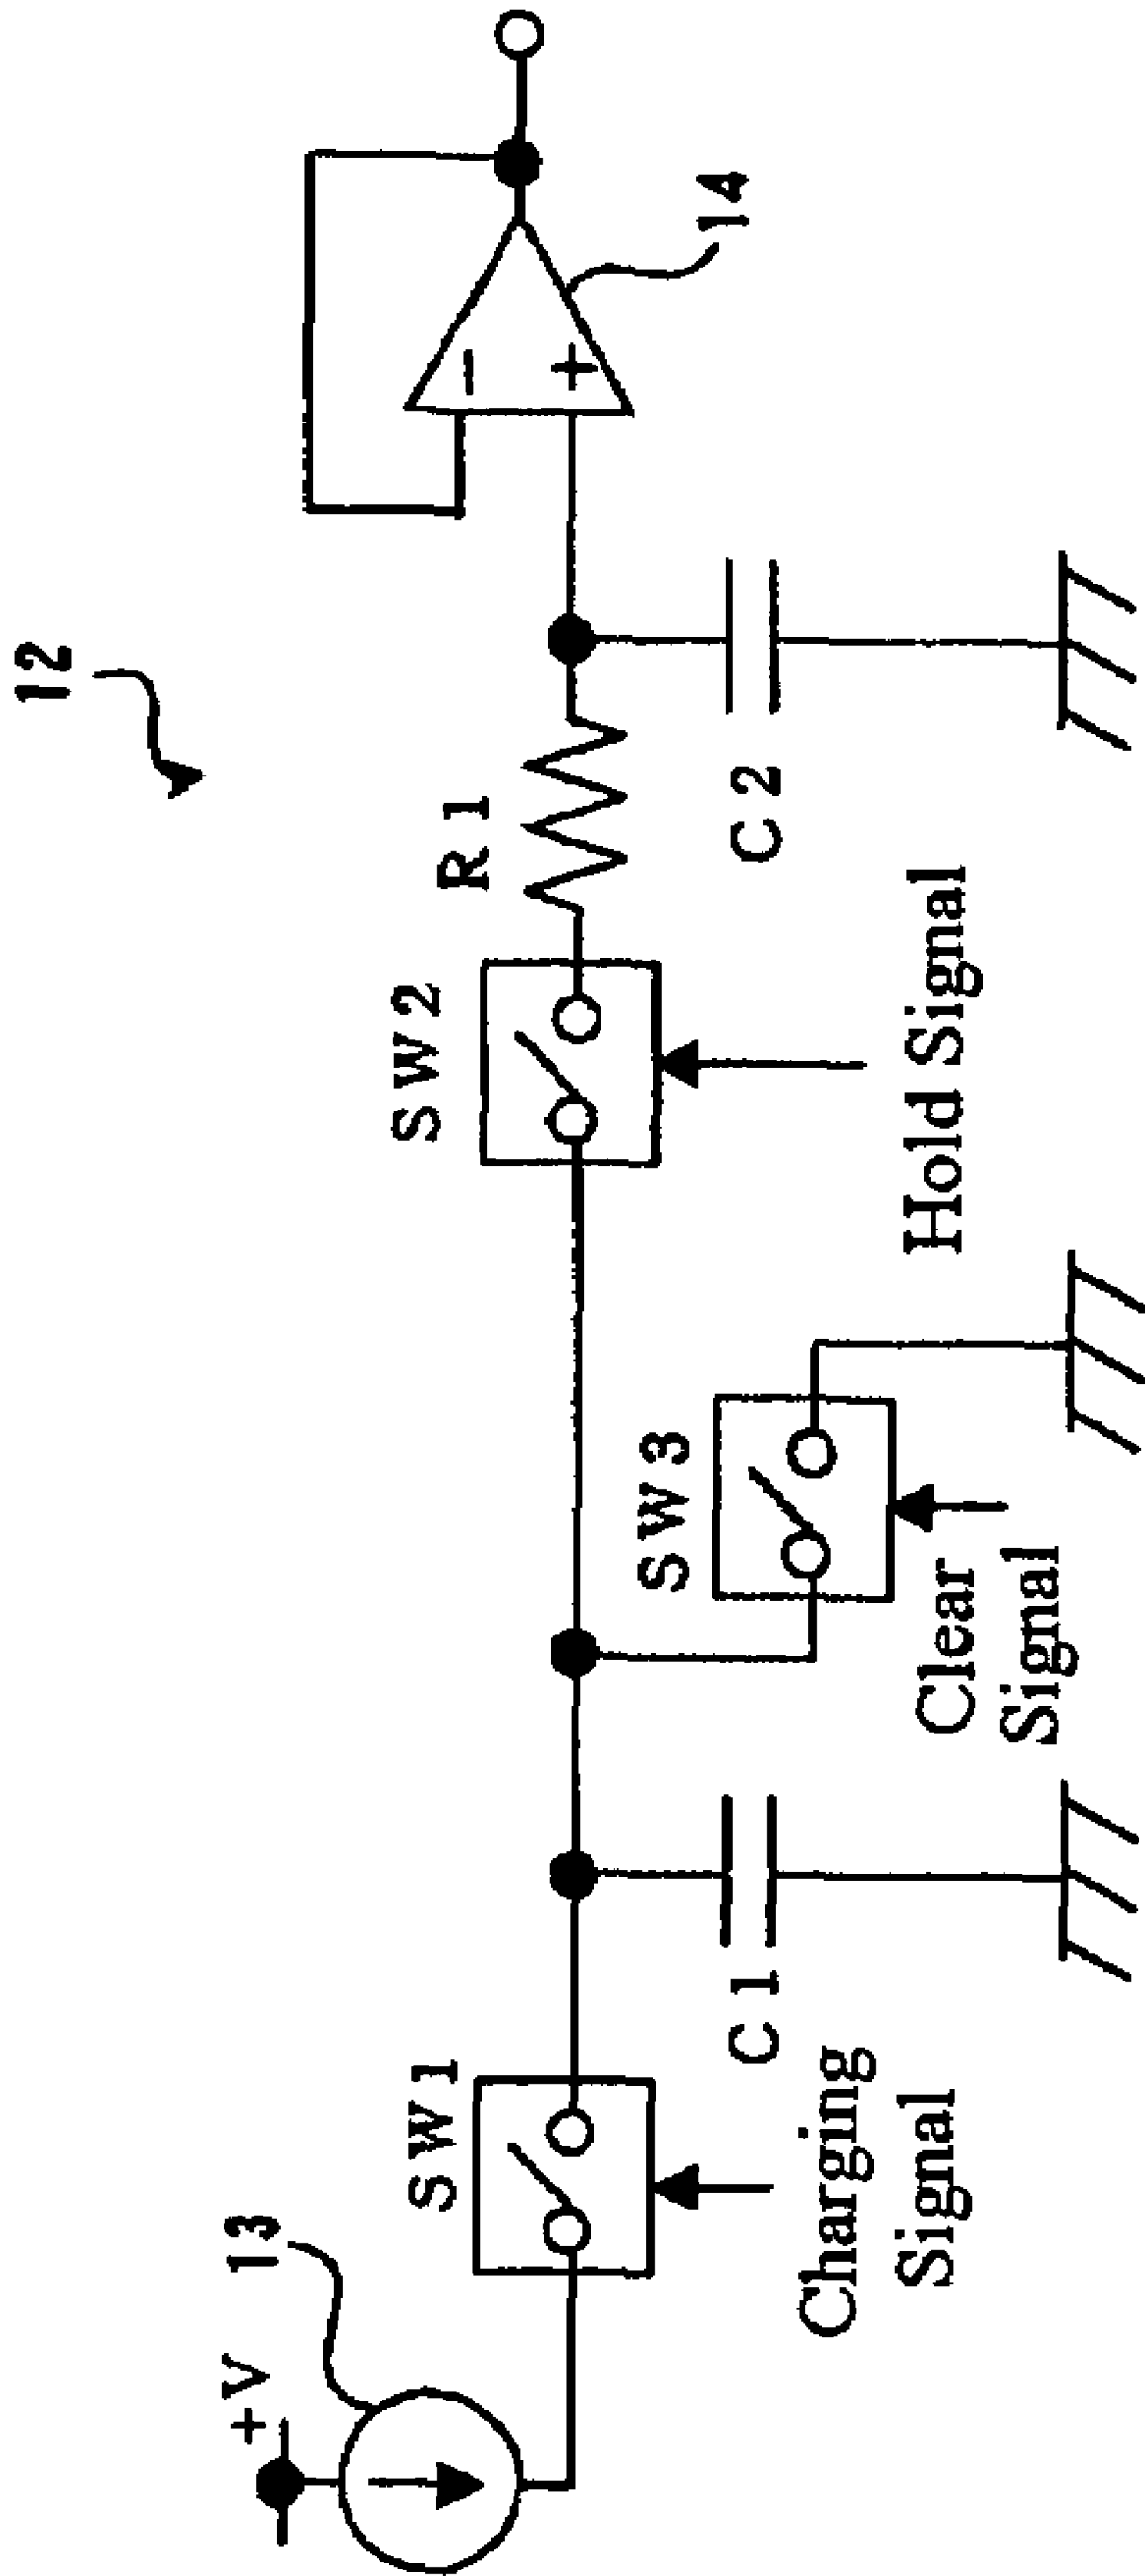 12
+V
13
SW1
Charging
Signal
C1
SW3
Clear
Signal
SW2
Hold Signal
R1
C2
-
+
14